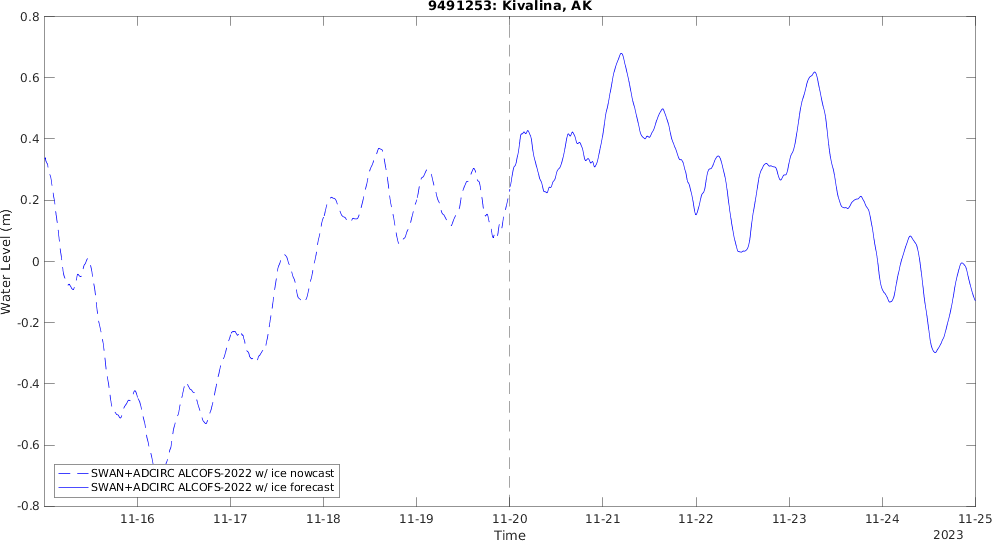 9491253: Kivalina, AK
0.8
0.6
0.4
0.2
0
-0.2
-0.4
-0.6
-0.8
Water Level (m)
SWAN+ADCIRC ALCOFS-2022 w/ ice nowcast
SWAN+ADCIRC ALCOFS-2022 w/ ice forecast
11-16 11-17 11-18 11-19 11-20 11-21 11-22 11-23 11-24 11-25
Time
2023